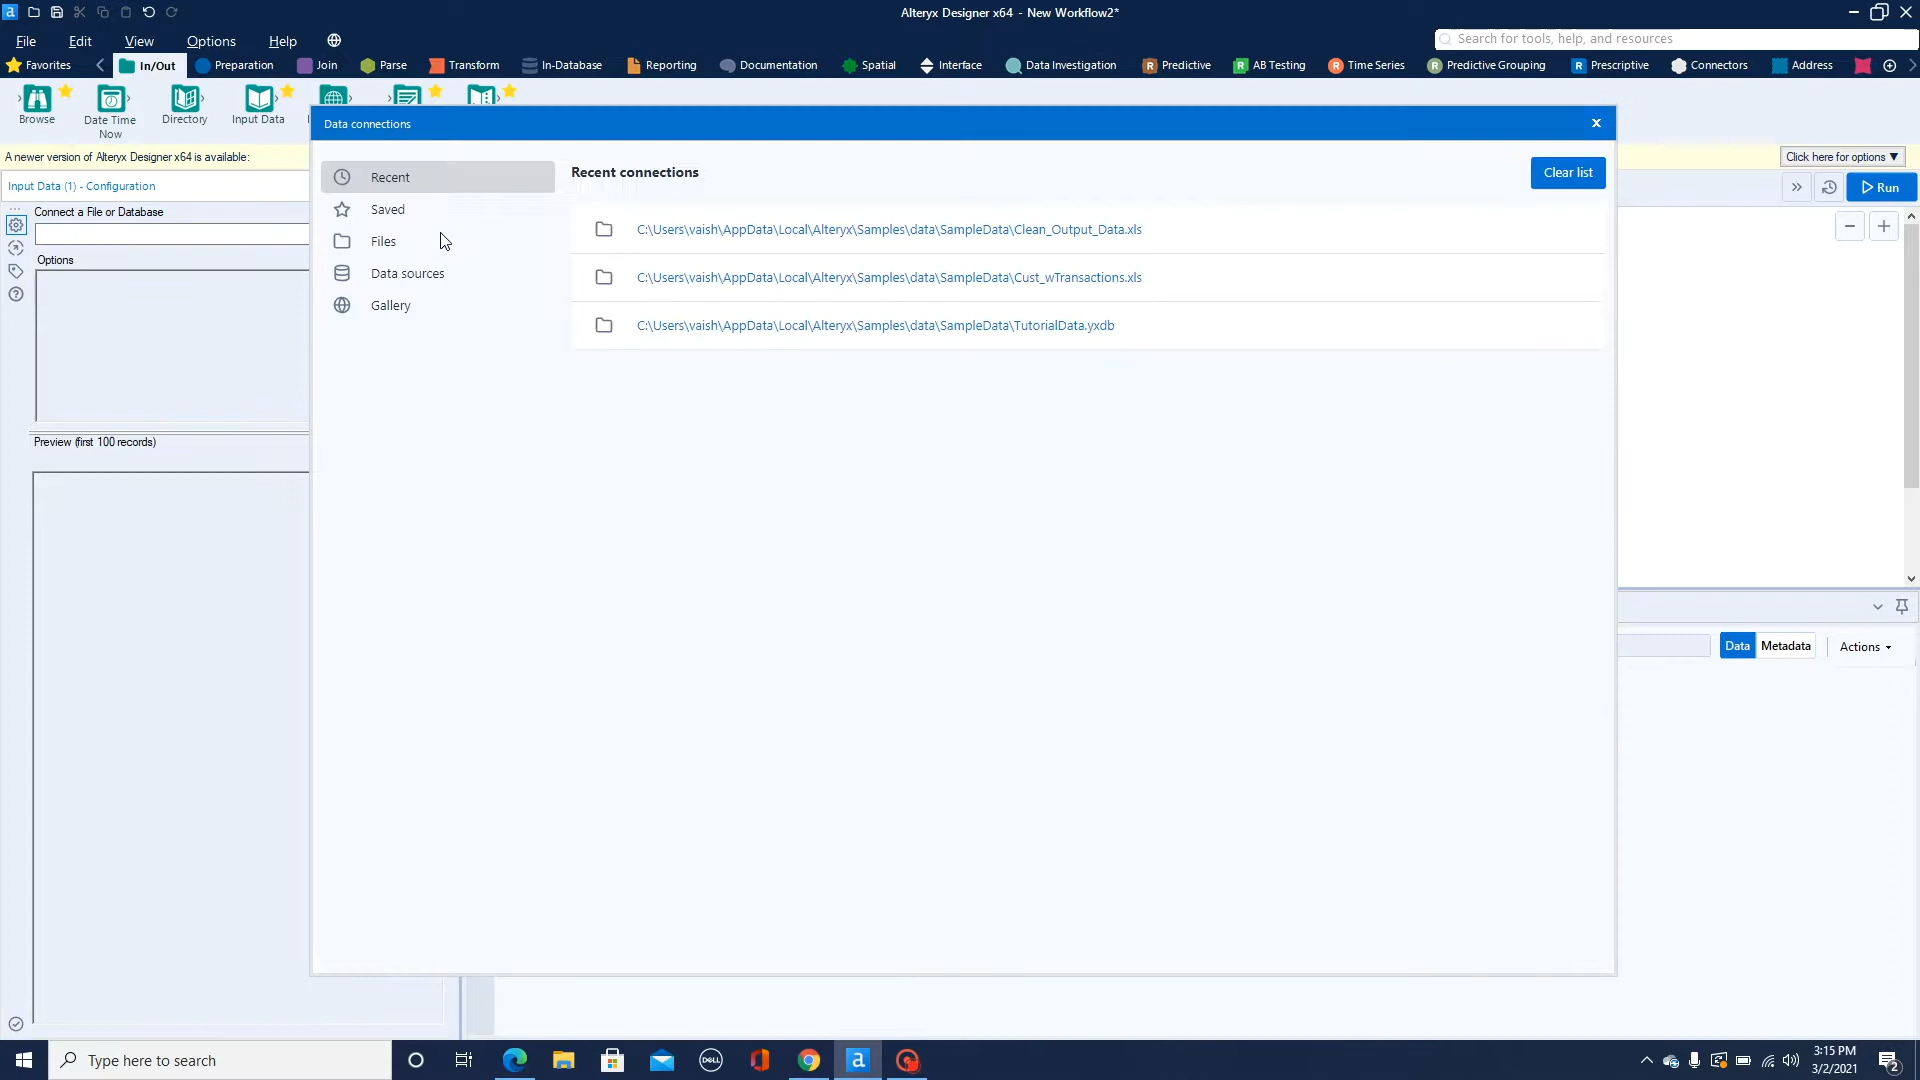 Alteryx Designer x64 - New Workflow2*
File Edit View Options Help
Search for tools, help, and resources
Favorites In/Out Preparation Join Parse Transform In-Database Reporting Documentation Spatial Interface Data Investigation Predictive AB Testing Time Series Predictive Grouping Prescriptive Connectors Address
Browse Date Time Now Directory Input Data
Data connections
A newer version of Alteryx Designer x64 is available:
Click here for options ▼
Input Data (1) - Configuration
Run
Connect a File or Database
Options
Preview (first 100 records)
Recent
Saved
Files
Data sources
Gallery
Recent connections
Clear list
C:\Users\vaish\AppData\Local\Alteryx\Samples\data\SampleData\Clean_Output_Data.xls
C:\Users\vaish\AppData\Local\Alteryx\Samples\data\SampleData\Cust_wTransactions.xls
C:\Users\vaish\AppData\Local\Alteryx\Samples\data\SampleData\TutorialData.yxdb
Data Metadata Actions
Type here to search
DELL
3:15 PM
3/2/2021
2